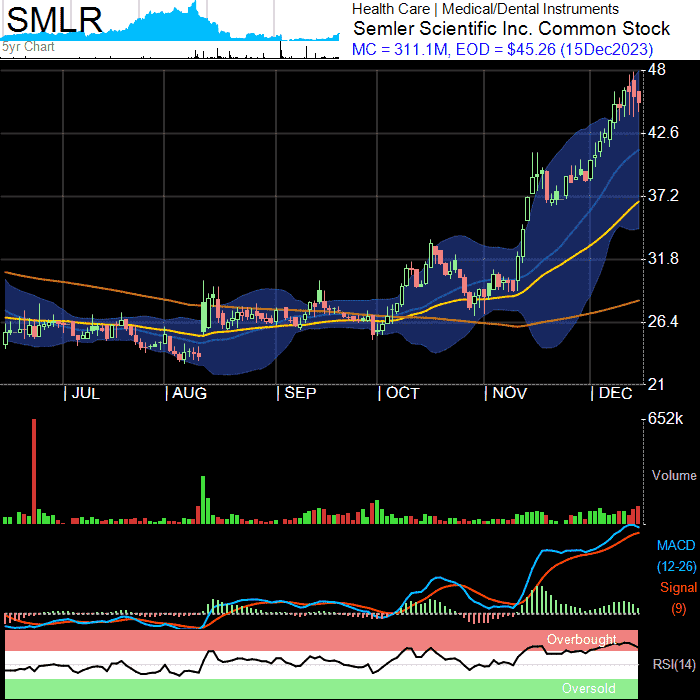 SMLR
5yr Chart
Health Care | Medical/Dental Instruments
Semler Scientific Inc. Common Stock
MC = 311.1M, EOD = $45.26 (15Dec2023)
48
42.6
37.2
31.8
26.4
21
| JUL | AUG | SEP | OCT | NOV | DEC
652k
Volume
MACD
(12-26)
Signal
(9)
Overbought
RSI(14)
Oversold